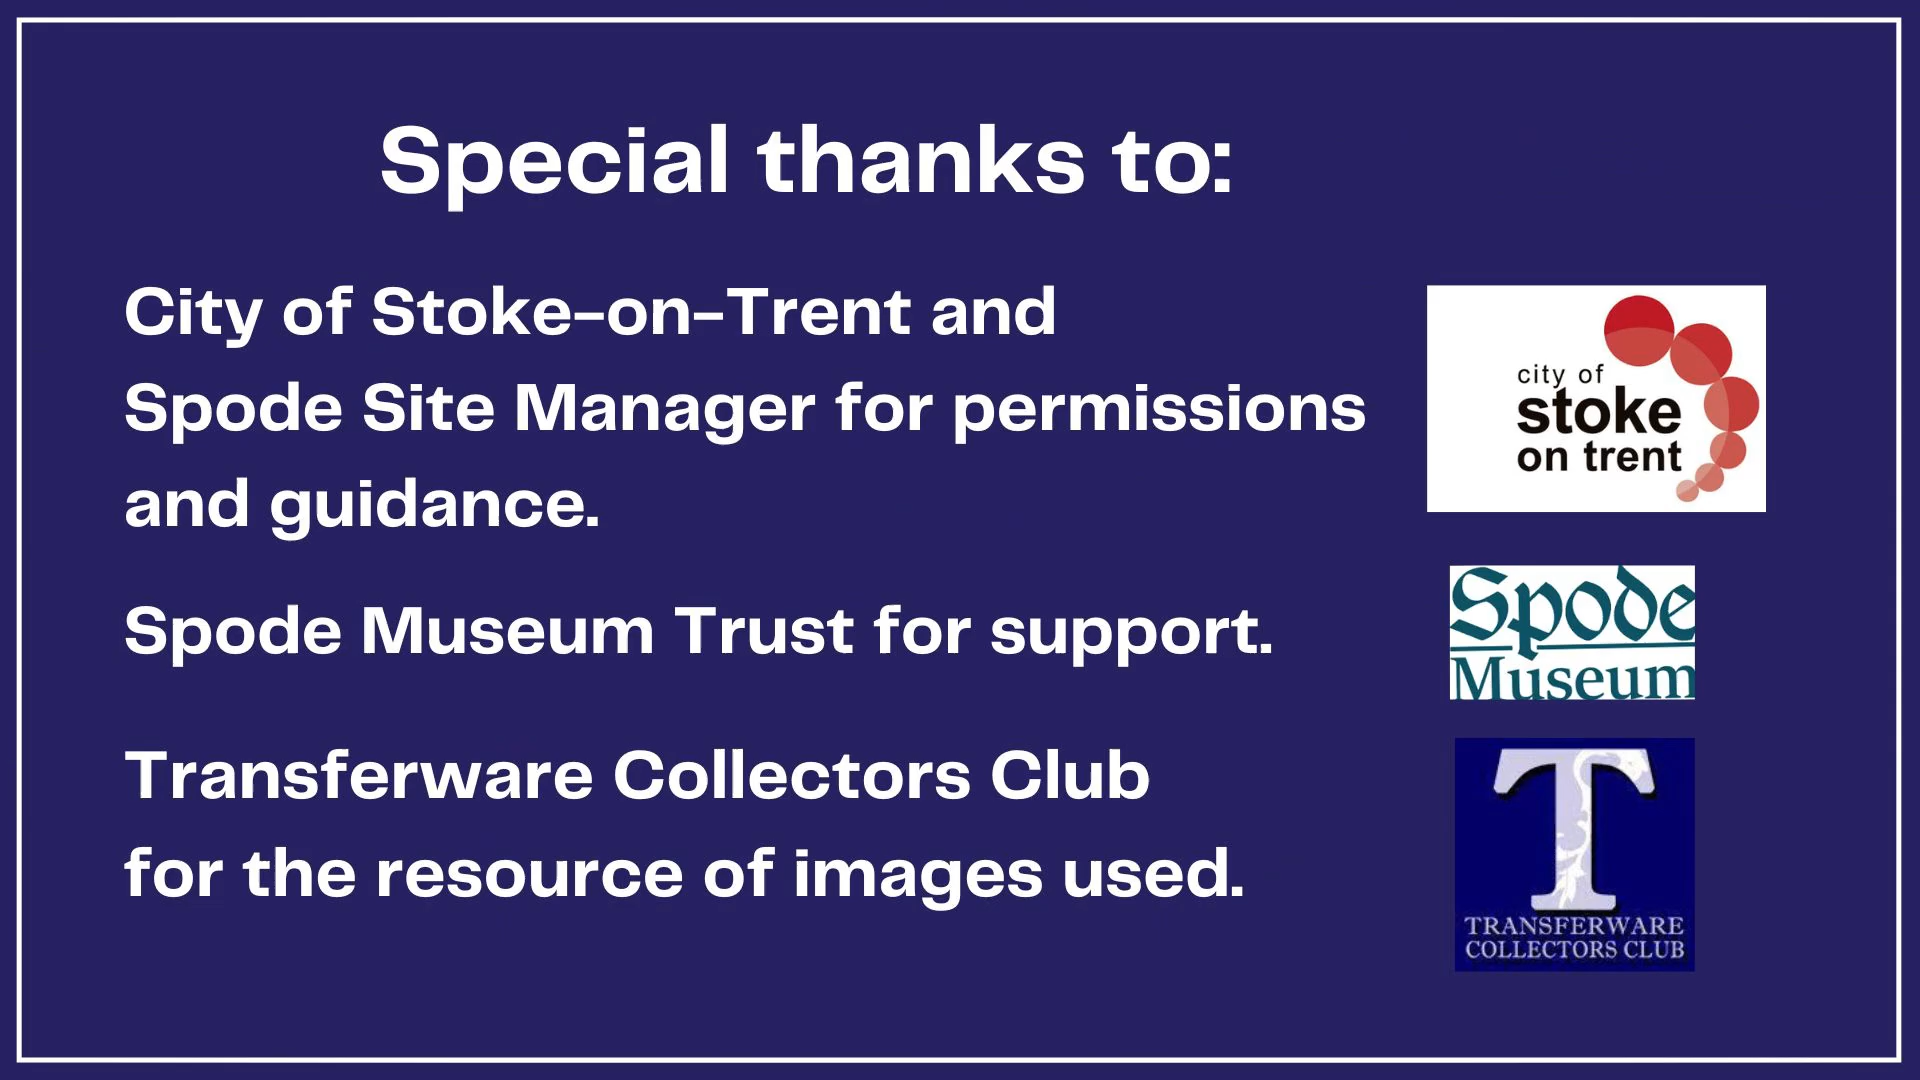 Special thanks to:
City of Stoke-on-Trent and
Spode Site Manager for permissions
and guidance.
city of
stoke
on trent
Spode Museum Trust for support.
Spode
Museum
Transferware Collectors Club
for the resource of images used.
T
TRANSFERWARE
COLLECTORS CLUB